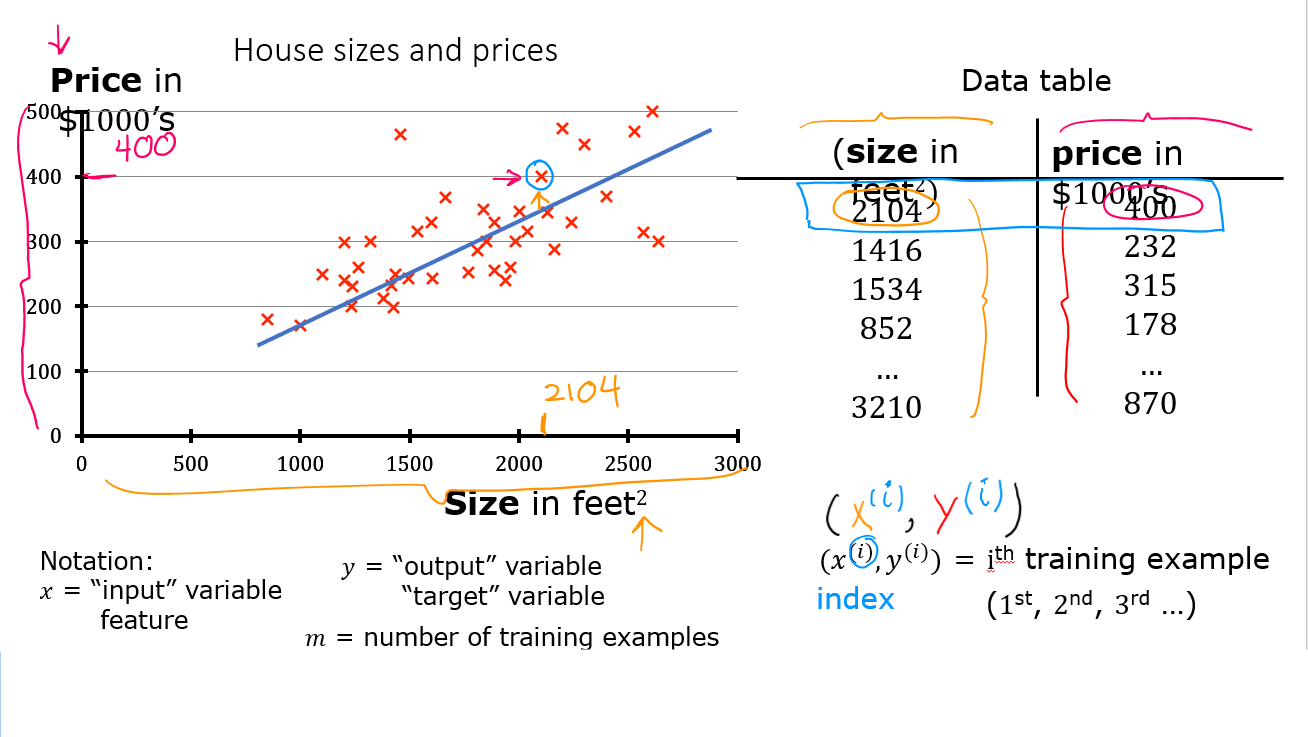 House sizes and prices
Price in
$1000's
400
500
400
300
200
100
0
0 500 1000 1500 2000 2500 3000
2104
Size in feet²
Data table
(size in
feet²)
price in
$1000's
2104 400
1416 232
1534 315
852 178
... ...
3210 870
(x⁽ⁱ⁾, y⁽ⁱ⁾)
(x⁽ⁱ⁾, y⁽ⁱ⁾) = iᵗʰ training example
index (1ˢᵗ, 2ⁿᵈ, 3ʳᵈ ...)
Notation:
x = “input” variable
feature
y = “output” variable
“target” variable
m = number of training examples